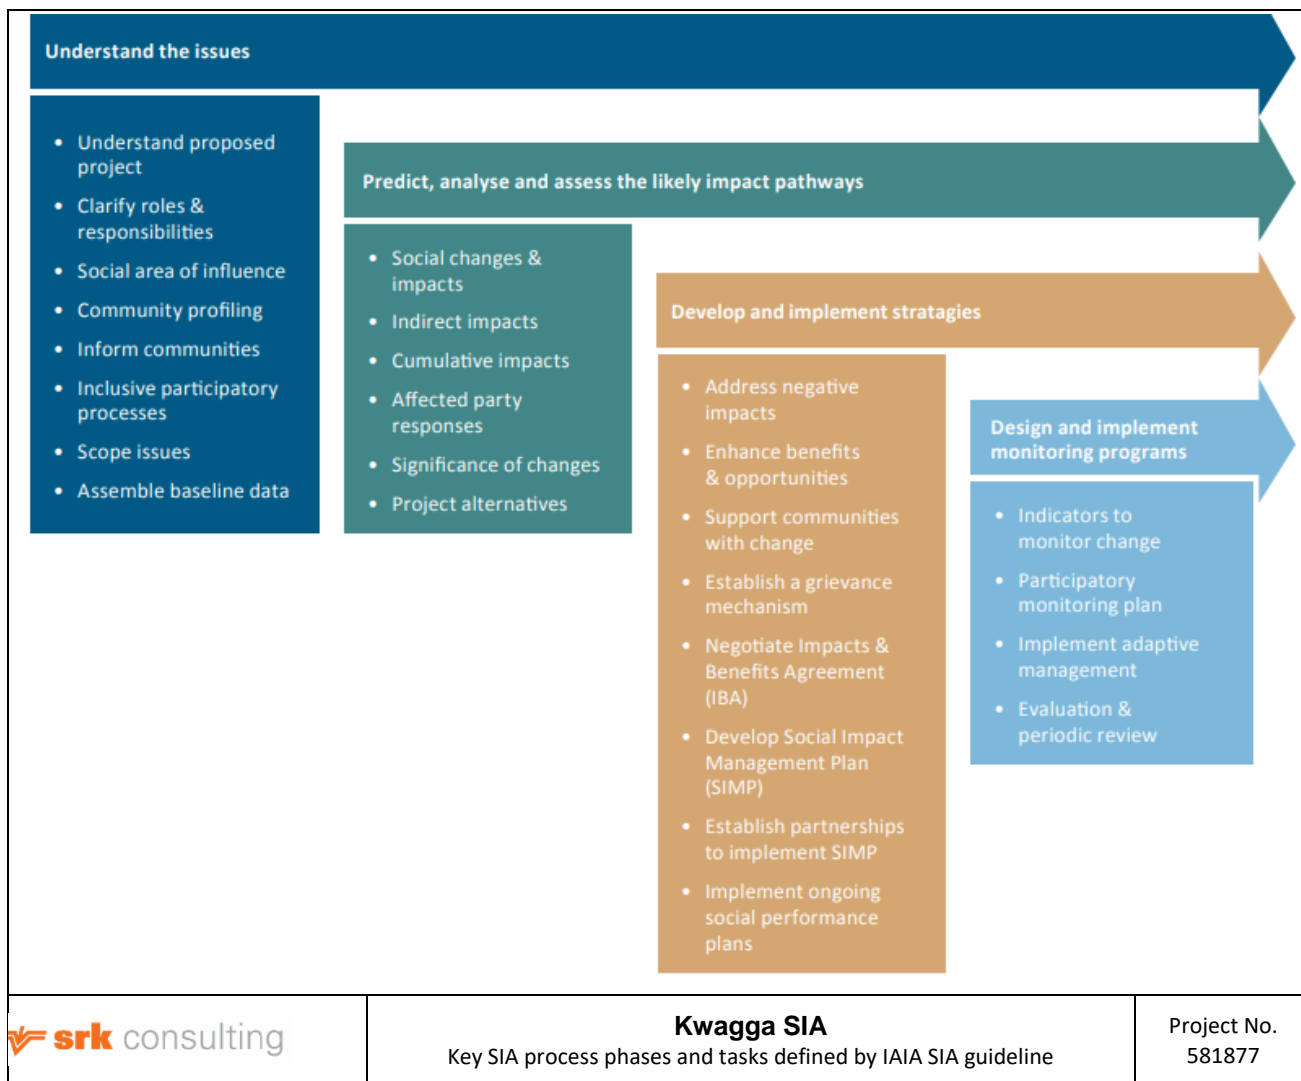 Understand the issues
• Understand proposed
project
• Clarify roles &
responsibilities
• Social area of influence
• Community profiling
• Inform communities
• Inclusive participatory
processes
• Scope issues
• Assemble baseline data
Predict, analyse and assess the likely impact pathways
• Social changes &
impacts
• Indirect impacts
• Cumulative impacts
• Affected party
responses
• Significance of changes
• Project alternatives
Develop and implement stratagies
• Address negative
impacts
• Enhance benefits
& opportunities
• Support communities
with change
• Establish a grievance
mechanism
• Negotiate Impacts &
Benefits Agreement
(IBA)
• Develop Social Impact
Management Plan
(SIMP)
• Establish partnerships
to implement SIMP
• Implement ongoing
social performance
plans
Design and implement
monitoring programs
• Indicators to
monitor change
• Participatory
monitoring plan
• Implement adaptive
management
• Evaluation &
periodic review
srk consulting
Kwagga SIA
Key SIA process phases and tasks defined by IAIA SIA guideline
Project No.
581877